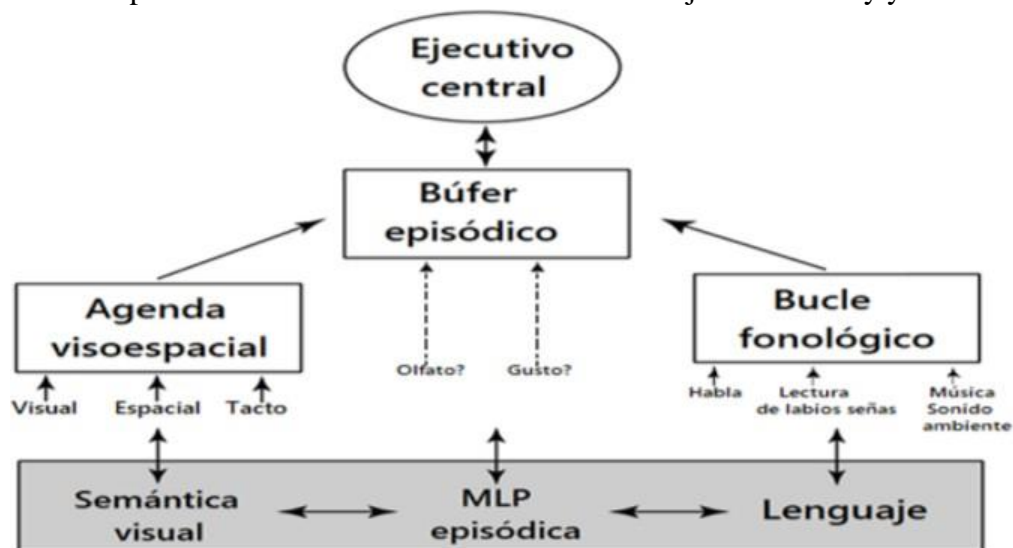 Ejecutivo
central
Búfer
episódico
Agenda
visoespacial
Bucle
fonológico
Olfato?
Gusto?
Visual
Espacial
Tacto
Habla
Lectura
de labios señas
Música
Sonido
ambiente
Semántica
visual
MLP
episódica
Lenguaje